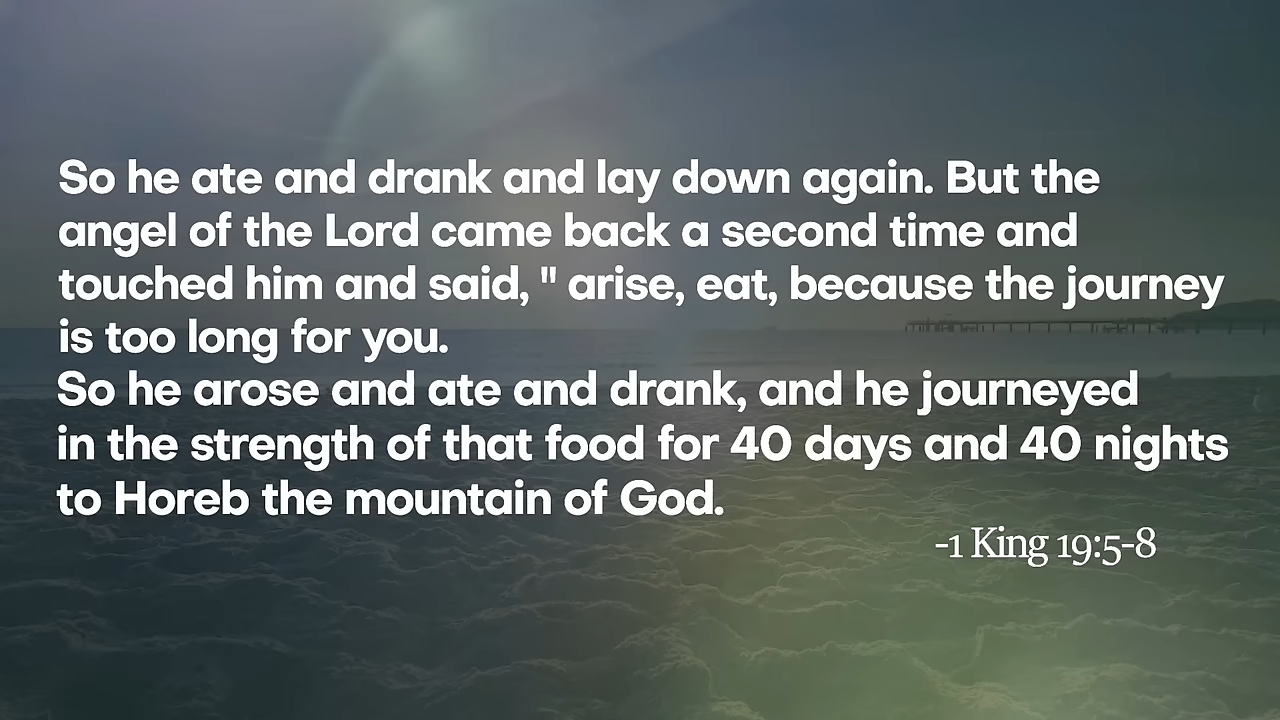 So he ate and drank and lay down again. But the
angel of the Lord came back a second time and
touched him and said, " arise, eat, because the journey
is too long for you.
So he arose and ate and drank, and he journeyed
in the strength of that food for 40 days and 40 nights
to Horeb the mountain of God.
-1 King 19:5-8